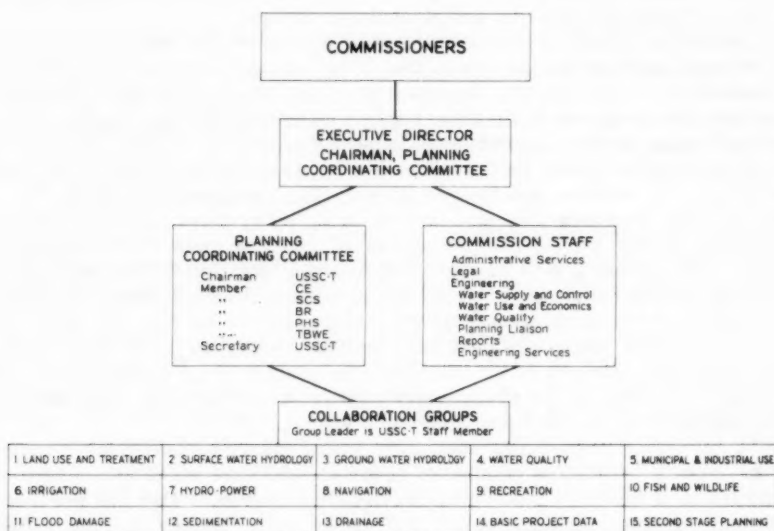 COMMISSIONERS
EXECUTIVE DIRECTOR
CHAIRMAN, PLANNING
COORDINATING COMMITTEE
PLANNING
COORDINATING COMMITTEE
Chairman USSC-T
Member CE
" SCS
" BR
" PHS
" TBWE
Secretary USSC-T
COMMISSION STAFF
Administrative Services
Legal
Engineering
Water Supply and Control
Water Use and Economics
Water Quality
Planning Liaison
Reports
Engineering Services
COLLABORATION GROUPS
Group Leader is USSC-T Staff Member
1. LAND USE AND TREATMENT 2. SURFACE WATER HYDROLOGY 3. GROUND WATER HYDROLOGY 4. WATER QUALITY 5. MUNICIPAL & INDUSTRIAL USE
6. IRRIGATION 7. HYDRO-POWER 8. NAVIGATION 9. RECREATION 10. FISH AND WILDLIFE
11. FLOOD DAMAGE 12. SEDIMENTATION 13. DRAINAGE 14. BASIC PROJECT DATA 15. SECOND STAGE PLANNING